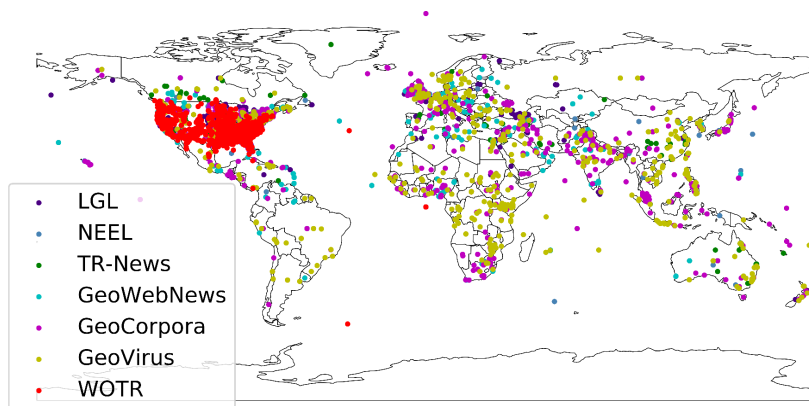 LGL
NEEL
TR-News
GeoWebNews
GeoCorpora
GeoVirus
WOTR